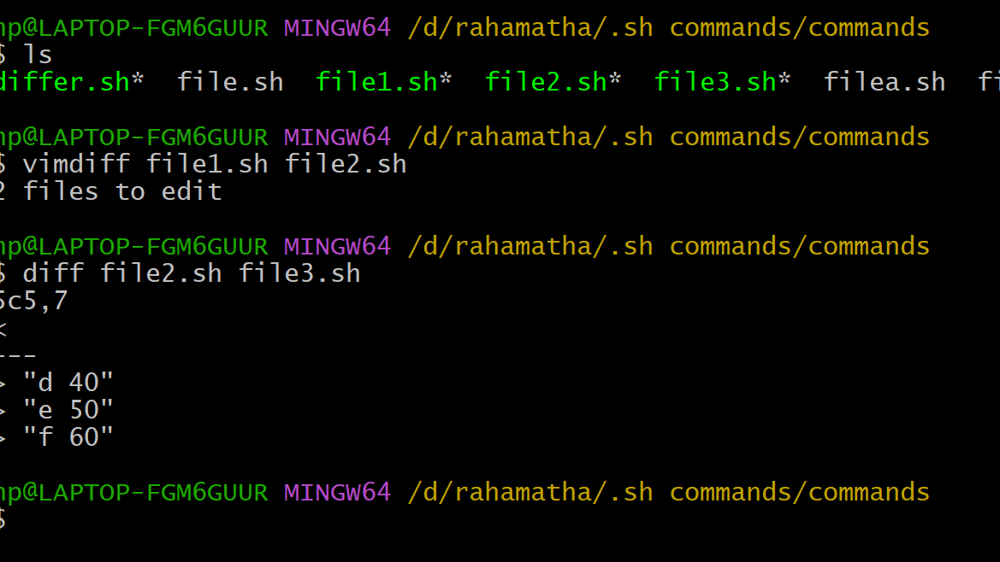 np@LAPTOP-FGM6GUUR MINGW64 /d/rahamatha/.sh commands/commands
$ ls
differ.sh* file.sh file1.sh* file2.sh* file3.sh* filea.sh fi
np@LAPTOP-FGM6GUUR MINGW64 /d/rahamatha/.sh commands/commands
$ vimdiff file1.sh file2.sh
2 files to edit
np@LAPTOP-FGM6GUUR MINGW64 /d/rahamatha/.sh commands/commands
$ diff file2.sh file3.sh
5c5,7
<
---
> "d 40"
> "e 50"
> "f 60"
np@LAPTOP-FGM6GUUR MINGW64 /d/rahamatha/.sh commands/commands
$